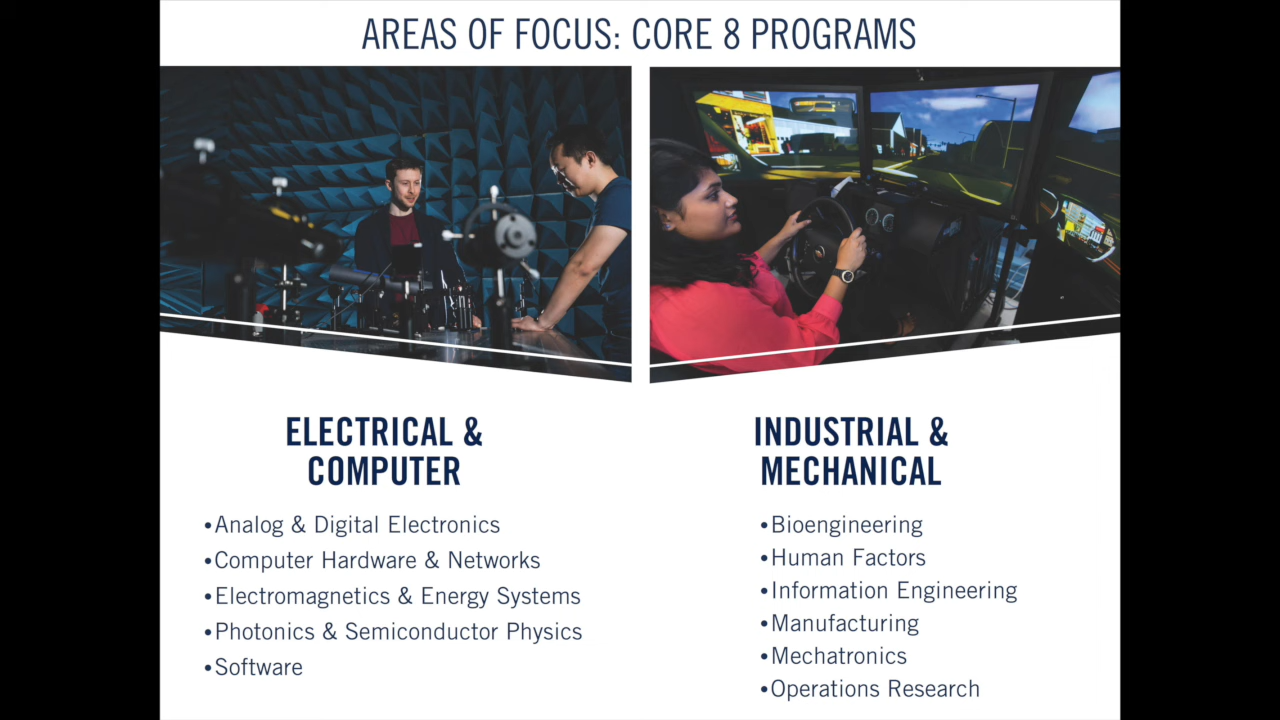 AREAS OF FOCUS: CORE 8 PROGRAMS
ELECTRICAL &
COMPUTER
•Analog & Digital Electronics
•Computer Hardware & Networks
•Electromagnetics & Energy Systems
•Photonics & Semiconductor Physics
•Software
INDUSTRIAL &
MECHANICAL
•Bioengineering
•Human Factors
•Information Engineering
•Manufacturing
•Mechatronics
•Operations Research